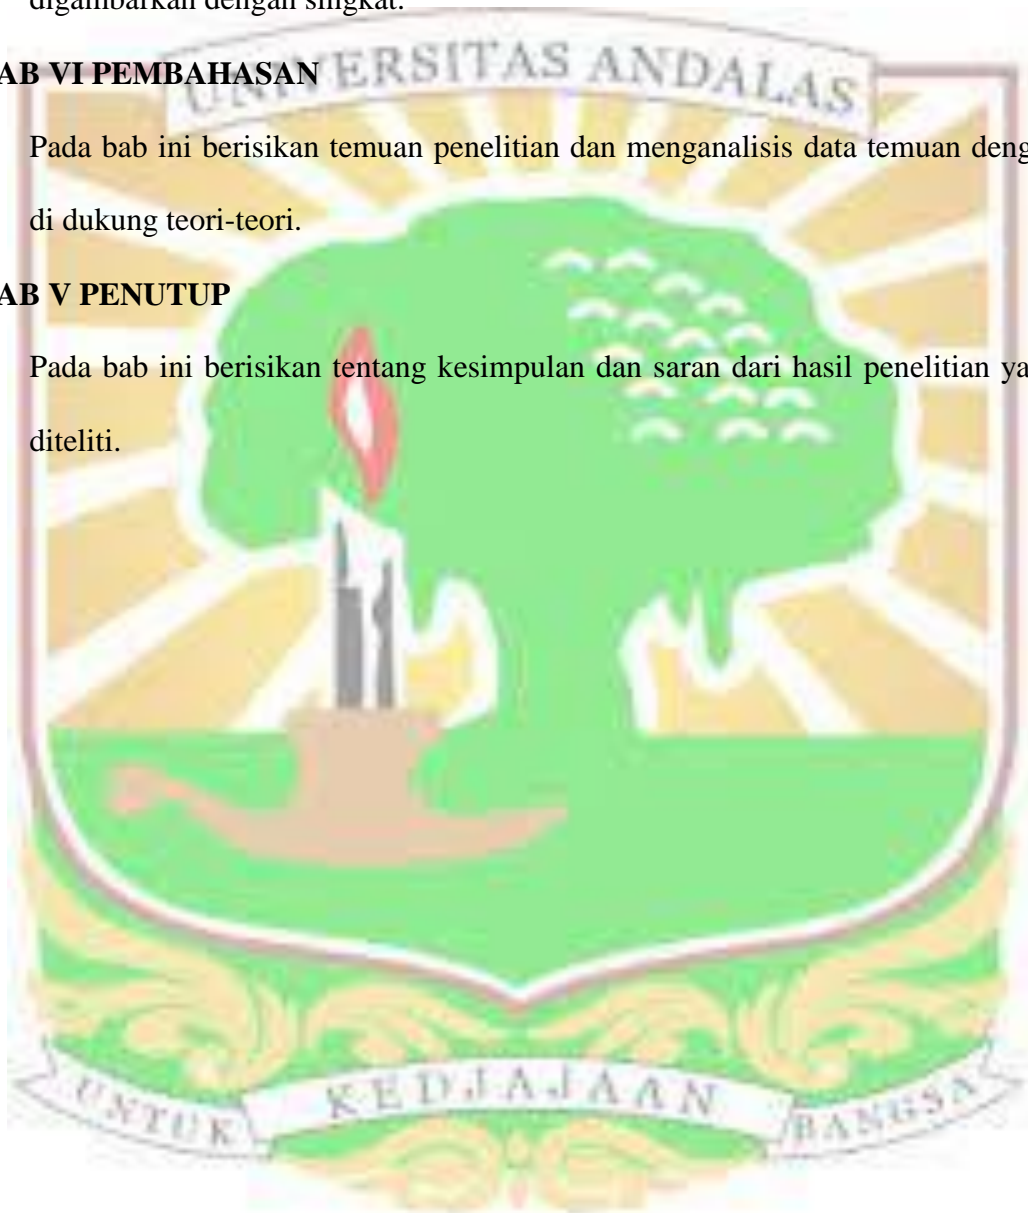 digambarkan dengan singkat.
UNIVERSITAS ANDALAS
AB VI PEMBAHASAN
Pada bab ini berisikan temuan penelitian dan menganalisis data temuan deng
di dukung teori-teori.
AB V PENUTUP
Pada bab ini berisikan tentang kesimpulan dan saran dari hasil penelitian ya
diteliti.
UNTUK KEDJAJAAN BANGSA